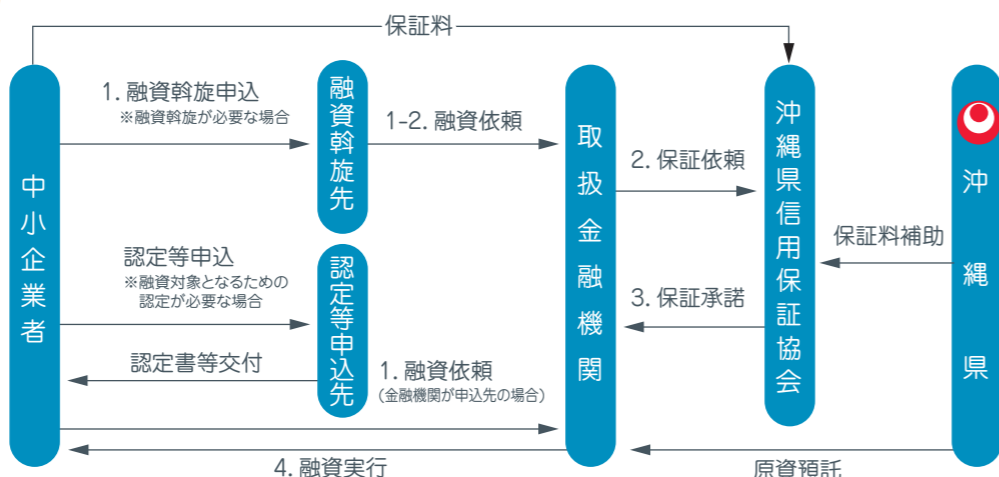 保証料
中小企業者
1. 融資斡旋申込
※融資斡旋が必要な場合
融資斡旋先
1-2. 融資依頼
取扱金融機関
2. 保証依頼
沖縄県信用保証協会
沖縄県
保証料補助
認定等申込
※融資対象となるための
認定が必要な場合
認定等申込先
3. 保証承諾
認定書等交付
1. 融資依頼
(金融機関が申込先の場合)
4. 融資実行
原資預託